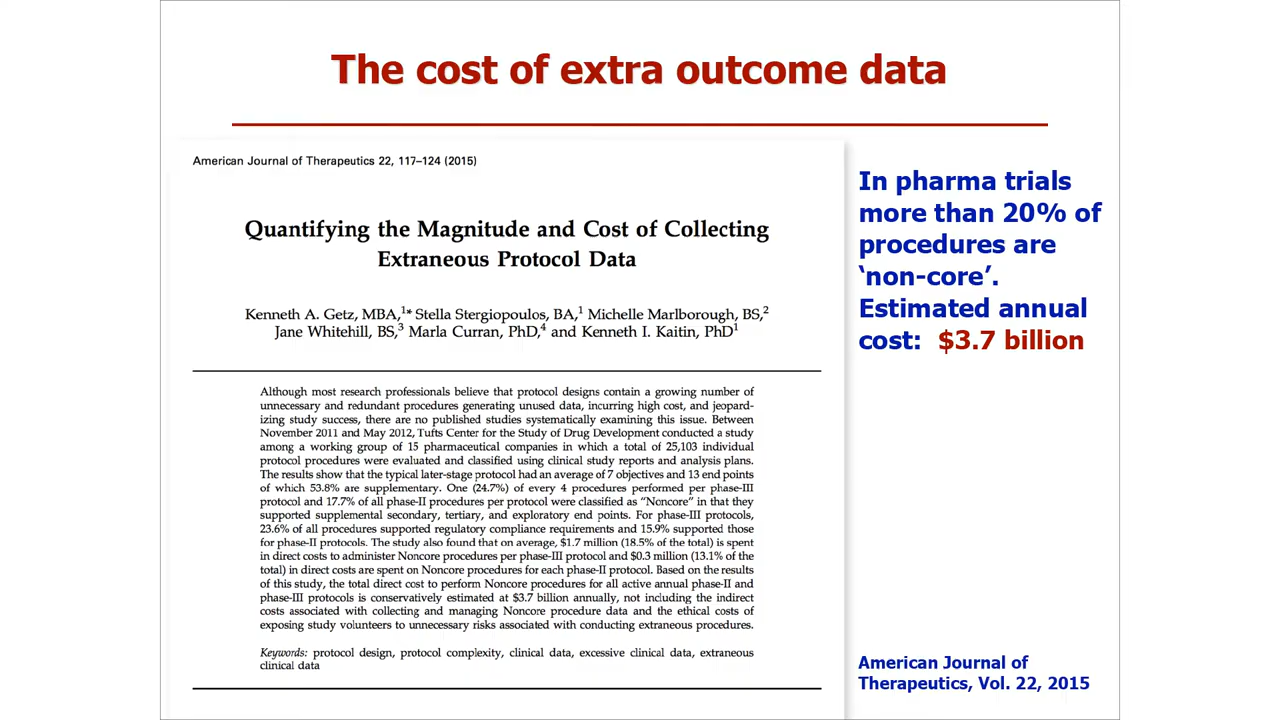 The cost of extra outcome data
American Journal of Therapeutics 22, 117–124 (2015)
Quantifying the Magnitude and Cost of Collecting
Extraneous Protocol Data
Kenneth A. Getz, MBA,1* Stella Stergiopoulos, BA,1 Michelle Marlborough, BS,2
Jane Whitehill, BS,3 Marla Curran, PhD,4 and Kenneth I. Kaitin, PhD1
Although most research professionals believe that protocol designs contain a growing number of
unnecessary and redundant procedures generating unused data, incurring high cost, and jeopard-
izing study success, there are no published studies systematically examining this issue. Between
November 2011 and May 2012, Tufts Center for the Study of Drug Development conducted a study
among a working group of 15 pharmaceutical companies in which a total of 25,103 individual
protocol procedures were evaluated and classified using clinical study reports and analysis plans.
The results show that the typical later-stage protocol had an average of 7 objectives and 13 end points
of which 53.8% are supplementary. One (24.7%) of every 4 procedures performed per phase-III
protocol and 17.7% of all phase-II procedures per protocol were classified as “Noncore” in that they
supported supplemental secondary, tertiary, and exploratory end points. For phase-III protocols,
23.6% of all procedures supported regulatory compliance requirements and 15.9% supported those
for phase-II protocols. The study also found that on average, $1.7 million (18.5% of the total) is spent
in direct costs to administer Noncore procedures per phase-III protocol and $0.3 million (13.1% of the
total) in direct costs are spent on Noncore procedures for each phase-II protocol. Based on the results
of this study, the total direct cost to perform Noncore procedures for all active annual phase-II and
phase-III protocols is conservatively estimated at $3.7 billion annually, not including the indirect
costs associated with collecting and managing Noncore procedure data and the ethical costs of
exposing study volunteers to unnecessary risks associated with conducting extraneous procedures.
Keywords: protocol design, protocol complexity, clinical data, excessive clinical data, extraneous
clinical data
In pharma trials
more than 20% of
procedures are
‘non-core’.
Estimated annual
cost: $3.7 billion
American Journal of
Therapeutics, Vol. 22, 2015